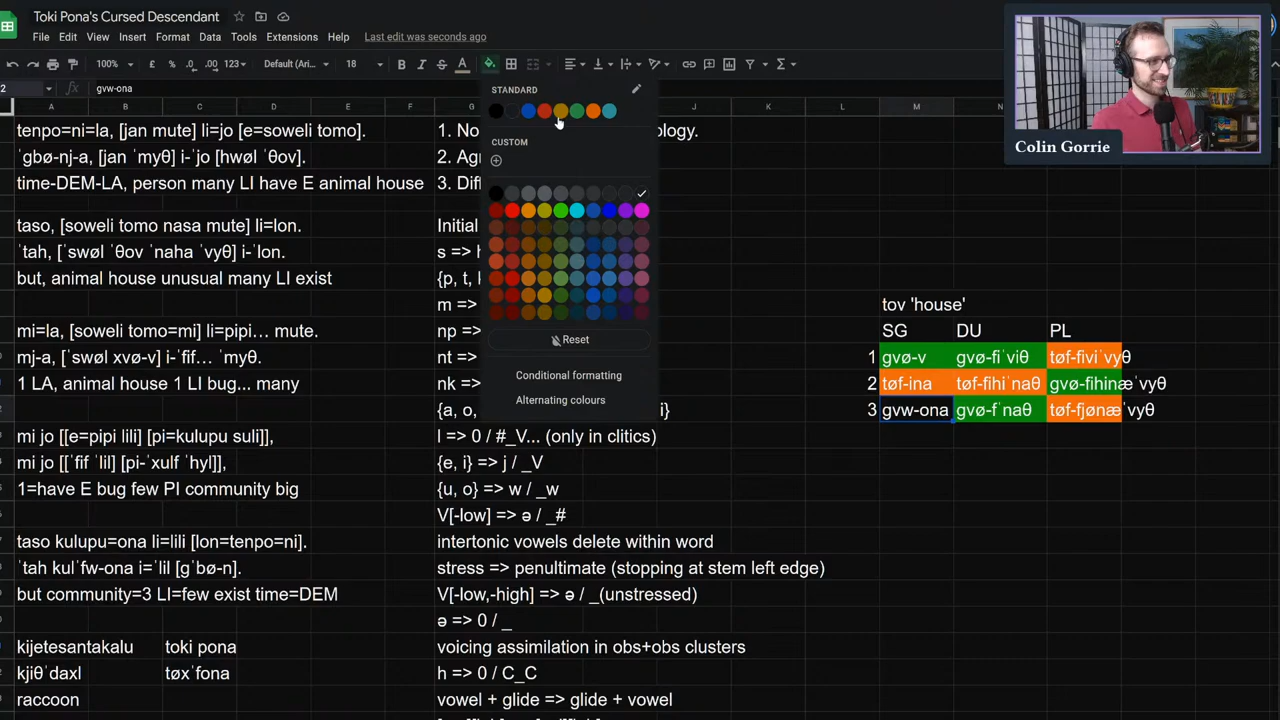 Toki Pona's Cursed Descendant
File Edit View Insert Format Data Tools Extensions Help Last edit was seconds ago
100% £ % .0 .00 123 Default (Ari... 18 B I S A
2 fx gvw-ona
A B C D E G J K L M N
STANDARD
CUSTOM
Reset
Conditional formatting
Alternating colours
tenpo=ni=la, [jan mute] li=jo [e=soweli tomo].
ˈgbø-nj-a, [jan ˈmyθ] i-ˈjo [hwøl ˈθov].
time-DEM-LA, person many LI have E animal house
taso, [soweli tomo nasa mute] li=lon.
ˈtah, [ˈswøl ˈθov ˈnaha ˈvyθ] i-ˈlon.
but, animal house unusual many LI exist
mi=la, [soweli tomo=mi] li=pipi... mute.
mj-a, [ˈswøl xvø-v] i-ˈfif... ˈmyθ.
1 LA, animal house 1 LI bug... many
mi jo [[e=pipi lili] [pi=kulupu suli]],
mi jo [[ˈfif ˈlil] [pi-ˈxulf ˈhyl]],
1=have E bug few PI community big
taso kulupu=ona li=lili [lon=tenpo=ni].
ˈtah kulˈfw-ona i=ˈlil [gˈbø-n].
but community=3 LI=few exist time=DEM
kijetesantakalu toki pona
kjiθˈdaxl tøxˈfona
raccoon
1. No
ology.
2. Agr
3. Dif
Initial
s => h
{p, t, k
m =>
np =>
nt =>
nk =>
{a, o,
i}
l => 0 / #_V... (only in clitics)
{e, i} => j / _V
{u, o} => w / _w
V[-low] => ə / _#
intertonic vowels delete within word
stress => penultimate (stopping at stem left edge)
V[-low,-high] => ə / _(unstressed)
ə => 0 / _
voicing assimilation in obs+obs clusters
h => 0 / C_C
vowel + glide => glide + vowel
tov 'house'
SG DU PL
1 gvø-v gvø-fiˈviθ tøf-fiviˈvyθ
2 tøf-ina tøf-fihiˈnaθ gvø-fihinæˈvyθ
3 gvw-ona gvø-fˈnaθ tøf-fjønæˈvyθ
Colin Gorrie